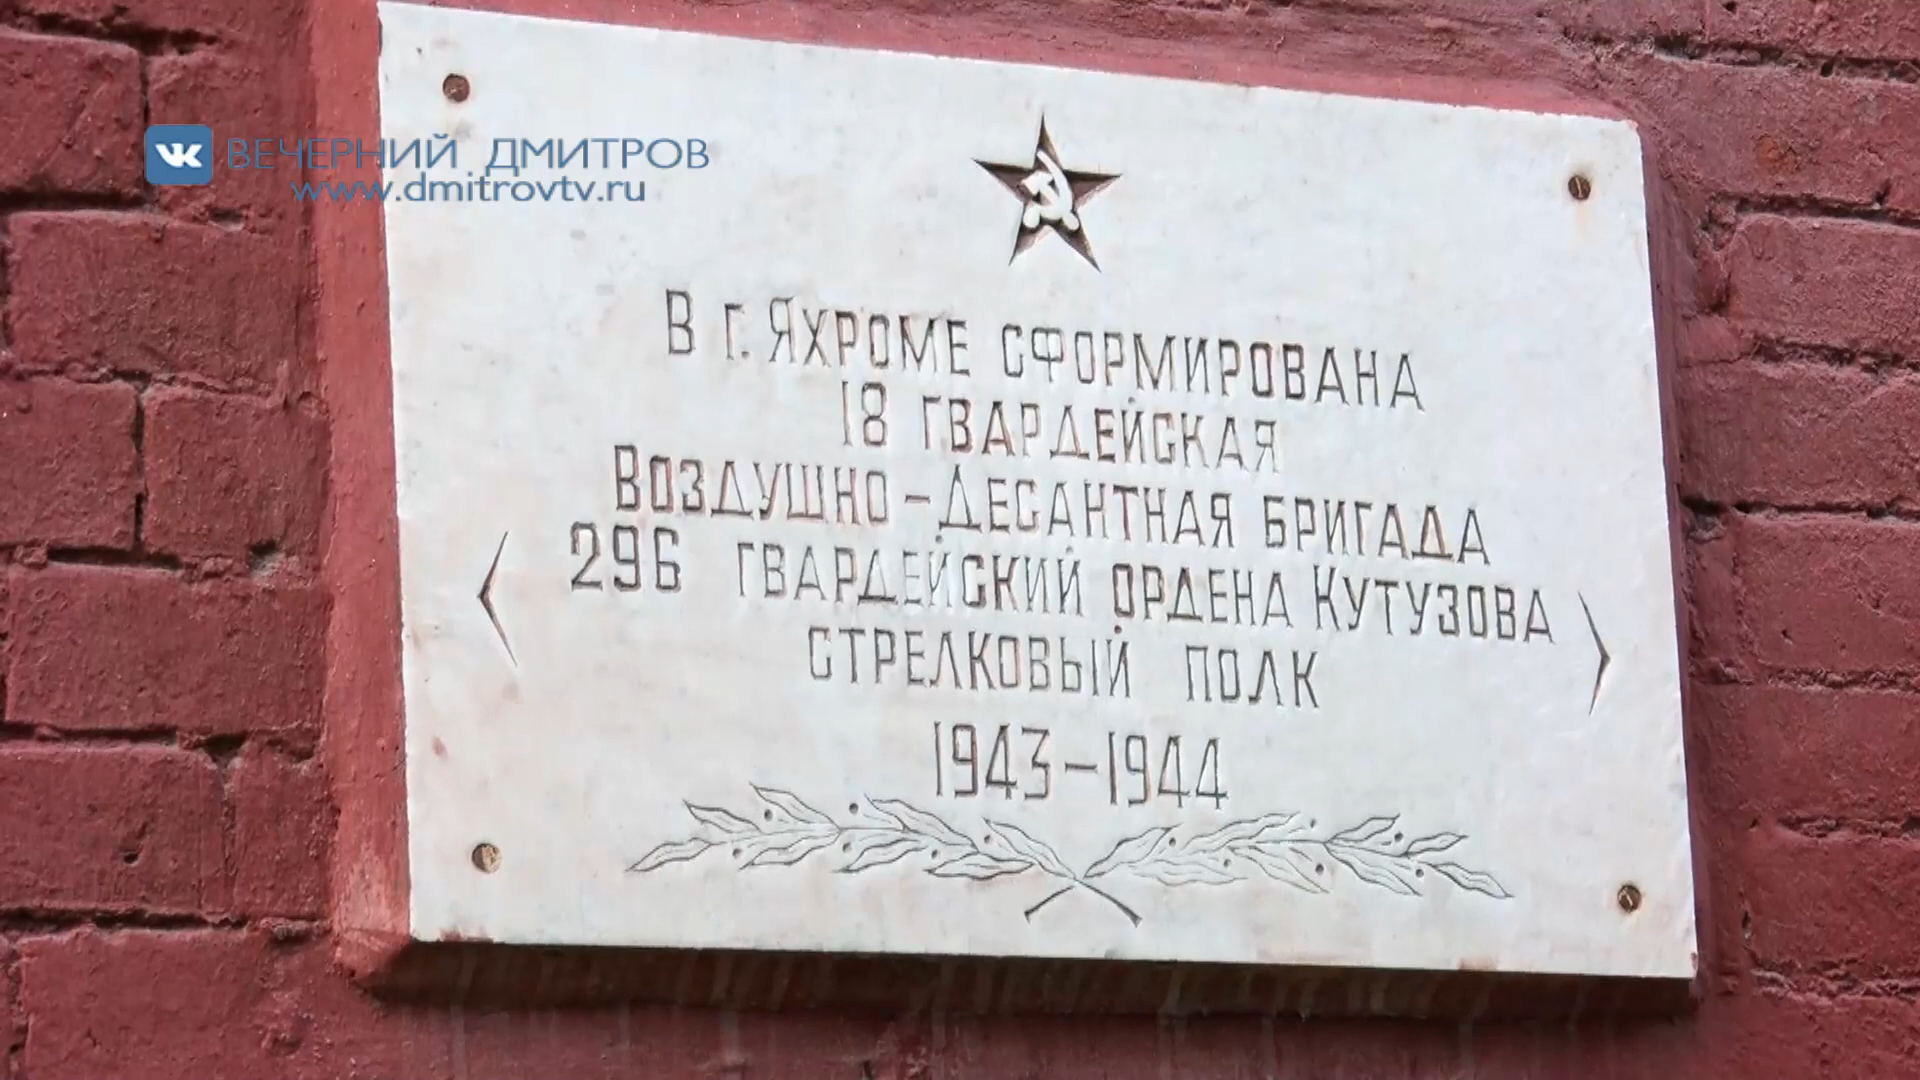 ВЕЧЕРНИЙ ДМИТРОВ
www.dmitrovtv.ru
В г. ЯХРОМЕ СФОРМИРОВАНА
18 ГВАРДЕЙСКАЯ
ВОЗДУШНО-ДЕСАНТНАЯ БРИГАДА
< 296 ГВАРДЕЙСКИЙ ОРДЕНА КУТУЗОВА >
СТРЕЛКОВЫЙ ПОЛК
1943-1944